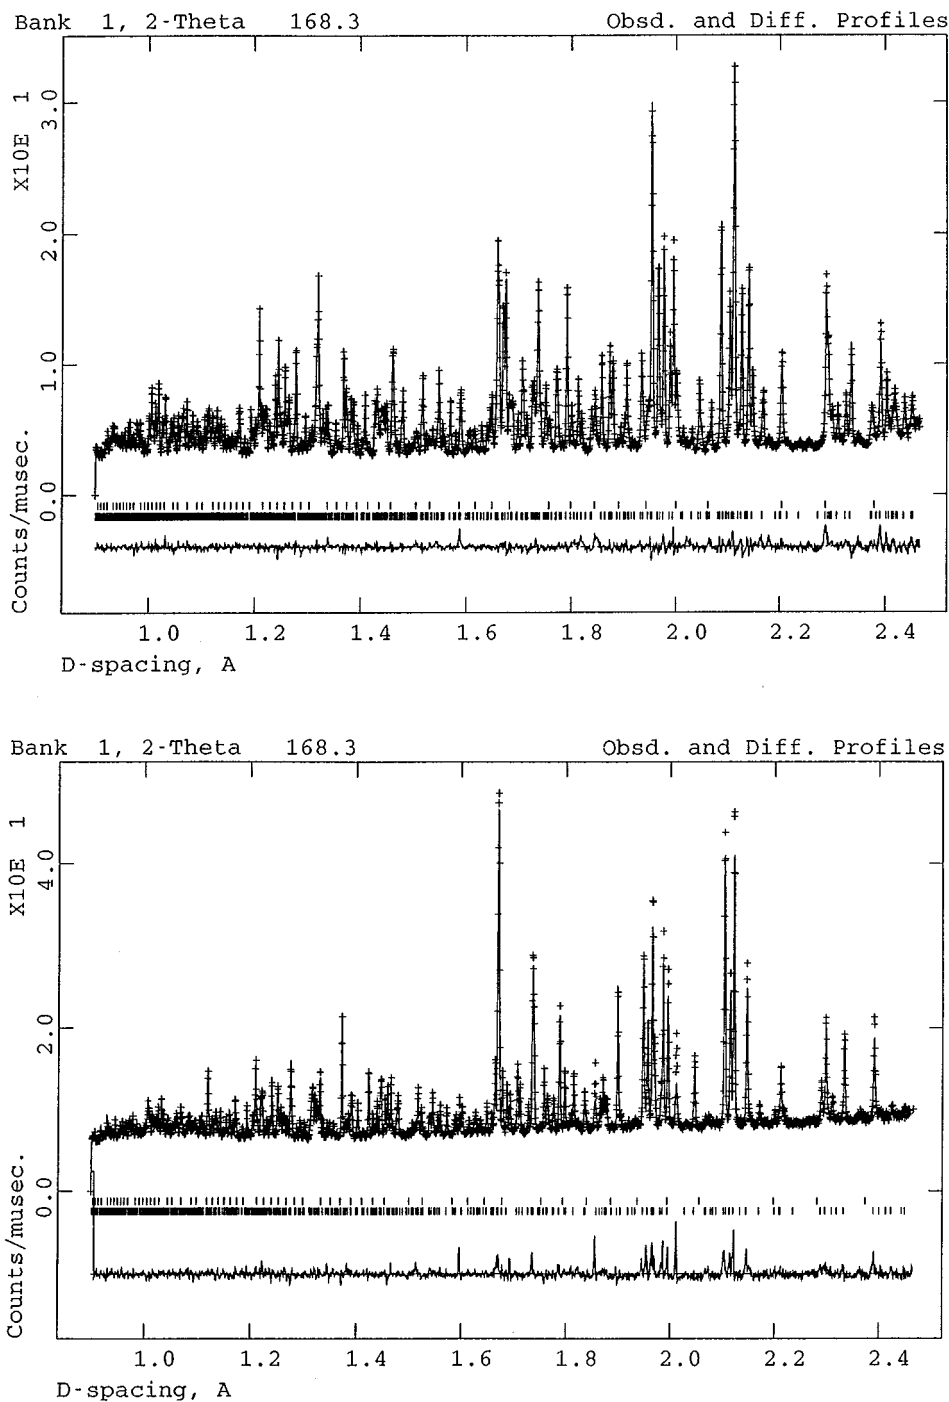 Bank 1, 2-Theta 168.3 Obsd. and Diff. Profiles
X10E 1
Counts/musec.
3.0
2.0
1.0
0.0
1.0 1.2 1.4 1.6 1.8 2.0 2.2 2.4
D-spacing, A
Bank 1, 2-Theta 168.3 Obsd. and Diff. Profiles
X10E 1
Counts/musec.
4.0
2.0
0.0
1.0 1.2 1.4 1.6 1.8 2.0 2.2 2.4
D-spacing, A